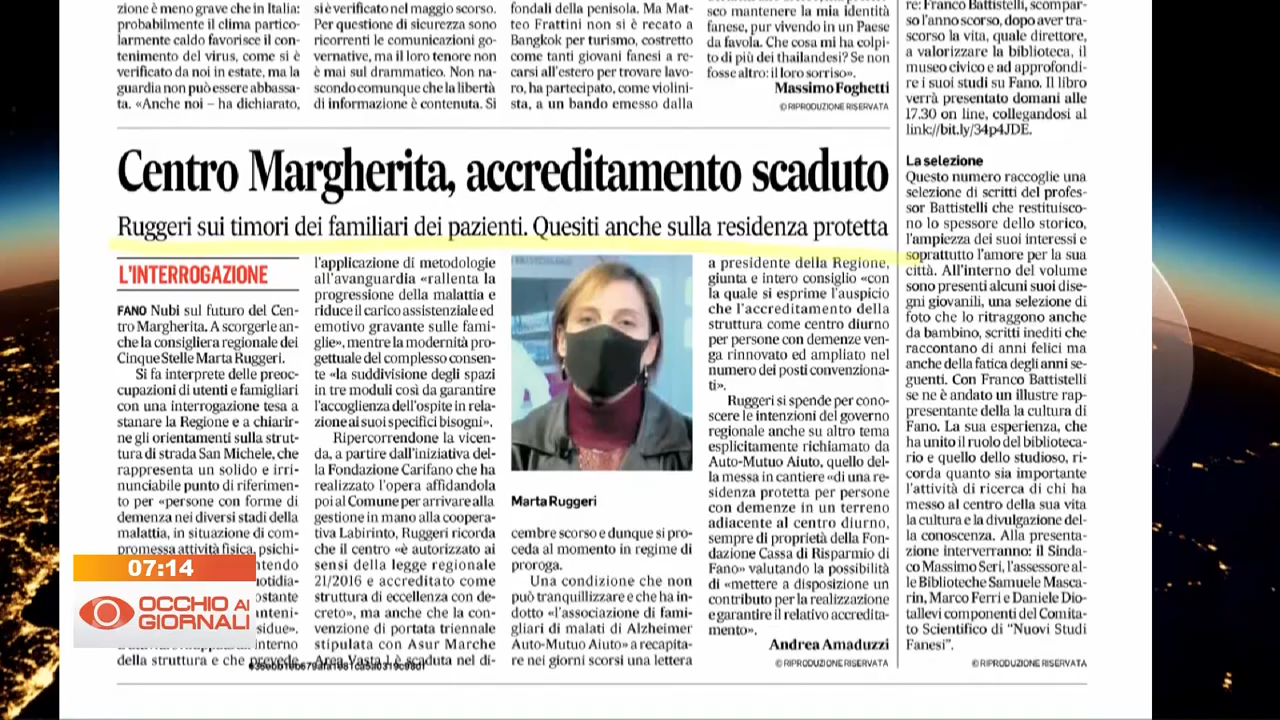 zione è meno grave che in Italia:
probabilmente il clima partico-
larmente caldo favorisce il con-
tenimento del virus, come si è
verificato da noi in estate, ma la
guardia non può essere abbassa-
ta. «Anche noi – ha dichiarato,
si è verificato nel maggio scorso.
Per questione di sicurezza sono
ricorrenti le comunicazioni go-
vernative, ma il loro tenore non
è mai sul drammatico. Non na-
scondo comunque che la libertà
di informazione è contenuta. Si
fondali della penisola. Ma Mat-
teo Frattini non si è recato a
Bangkok per turismo, costretto
come tanti giovani fanesi a re-
carsi all'estero per trovare lavo-
ro, ha partecipato, come violini-
sta, a un bando emesso dalla
sco mantenere la mia identità
fanese, pur vivendo in un Paese
da favola. Che cosa mi ha colpi-
to di più dei thailandesi? Se non
fosse altro: il loro sorriso».
Massimo Foghetti
© RIPRODUZIONE RISERVATA
Centro Margherita, accreditamento scaduto
Ruggeri sui timori dei familiari dei pazienti. Quesiti anche sulla residenza protetta
L'INTERROGAZIONE
FANO Nubi sul futuro del Cen-
tro Margherita. A scorgerle an-
che la consigliera regionale dei
Cinque Stelle Marta Ruggeri.
Si fa interprete delle preoc-
cupazioni di utenti e famigliari
con una interrogazione tesa a
stanare la Regione e a chiarir-
ne gli orientamenti sulla strut-
tura di strada San Michele, che
rappresenta un solido e irri-
nunciabile punto di riferimen-
to per «persone con forme di
demenza nei diversi stadi della
malattia, in situazione di com-
promessa attività fisica, psichi-
ntendo
uotidia-
ostante
anteni-
sidue».
interno
della struttura e che prevede
l'applicazione di metodologie
all'avanguardia «rallenta la
progressione della malattia e
riduce il carico assistenziale ed
emotivo gravante sulle fami-
glie», mentre la modernità pro-
gettuale del complesso consen-
te «la suddivisione degli spazi
in tre moduli così da garantire
l'accoglienza dell'ospite in rela-
zione ai suoi specifici bisogni».
Ripercorrendone la vicen-
da, a partire dall'iniziativa del-
la Fondazione Carifano che ha
realizzato l'opera affidandola
poi al Comune per arrivare alla
gestione in mano alla coopera-
tiva Labirinto, Ruggeri ricorda
che il centro «è autorizzato ai
sensi della legge regionale
21/2016 e accreditato come
struttura di eccellenza con de-
creto», ma anche che la con-
venzione di portata triennale
stipulata con Asur Marche
Area Vasta 1 è scaduta nel di-
Marta Ruggeri
cembre scorso e dunque si pro-
ceda al momento in regime di
proroga.
Una condizione che non
può tranquillizzare e che ha in-
dotto «l'associazione di fami-
gliari di malati di Alzheimer
Auto-Mutuo Aiuto» a recapita-
re nei giorni scorsi una lettera
a presidente della Regione,
giunta e intero consiglio «con
la quale si esprime l'auspicio
che l'accreditamento della
struttura come centro diurno
per persone con demenze ven-
ga rinnovato ed ampliato nel
numero dei posti convenziona-
ti».
Ruggeri si spende per cono-
scere le intenzioni del governo
regionale anche su altro tema
esplicitamente richiamato da
Auto-Mutuo Aiuto, quello del-
la messa in cantiere «di una re-
sidenza protetta per persone
con demenze in un terreno
adiacente al centro diurno,
sempre di proprietà della Fon-
dazione Cassa di Risparmio di
Fano» valutando la possibilità
di «mettere a disposizione un
contributo per la realizzazione
e garantire il relativo accredita-
mento».
Andrea Amaduzzi
© RIPRODUZIONE RISERVATA
re: Franco Battistelli, scompar-
so l'anno scorso, dopo aver tra-
scorso la vita, quale direttore,
a valorizzare la biblioteca, il
museo civico e ad approfondi-
re i suoi studi su Fano. Il libro
verrà presentato domani alle
17.30 on line, collegandosi al
link://bit.ly/34p4JDE.
La selezione
Questo numero raccoglie una
selezione di scritti del profes-
sor Battistelli che restituisco-
no lo spessore dello storico,
l'ampiezza dei suoi interessi e
soprattutto l'amore per la sua
città. All'interno del volume
sono presenti alcuni suoi dise-
gni giovanili, una selezione di
foto che lo ritraggono anche
da bambino, scritti inediti che
raccontano di anni felici ma
anche della fatica degli anni se-
guenti. Con Franco Battistelli
se ne è andato un illustre rap-
presentante della la cultura di
Fano. La sua esperienza, che
ha unito il ruolo del biblioteca-
rio e quello dello studioso, ri-
corda quanto sia importante
l'attività di ricerca di chi ha
messo al centro della sua vita
la cultura e la divulgazione del-
la conoscenza. Alla presenta-
zione interverranno: il Sinda-
co Massimo Seri, l'assessore al-
le Biblioteche Samuele Masca-
rin, Marco Ferri e Daniele Dio-
tallevi componenti del Comita-
to Scientifico di "Nuovi Studi
Fanesi".
© RIPRODUZIONE RISERVATA
07:14
OCCHIO AI
GIORNALI